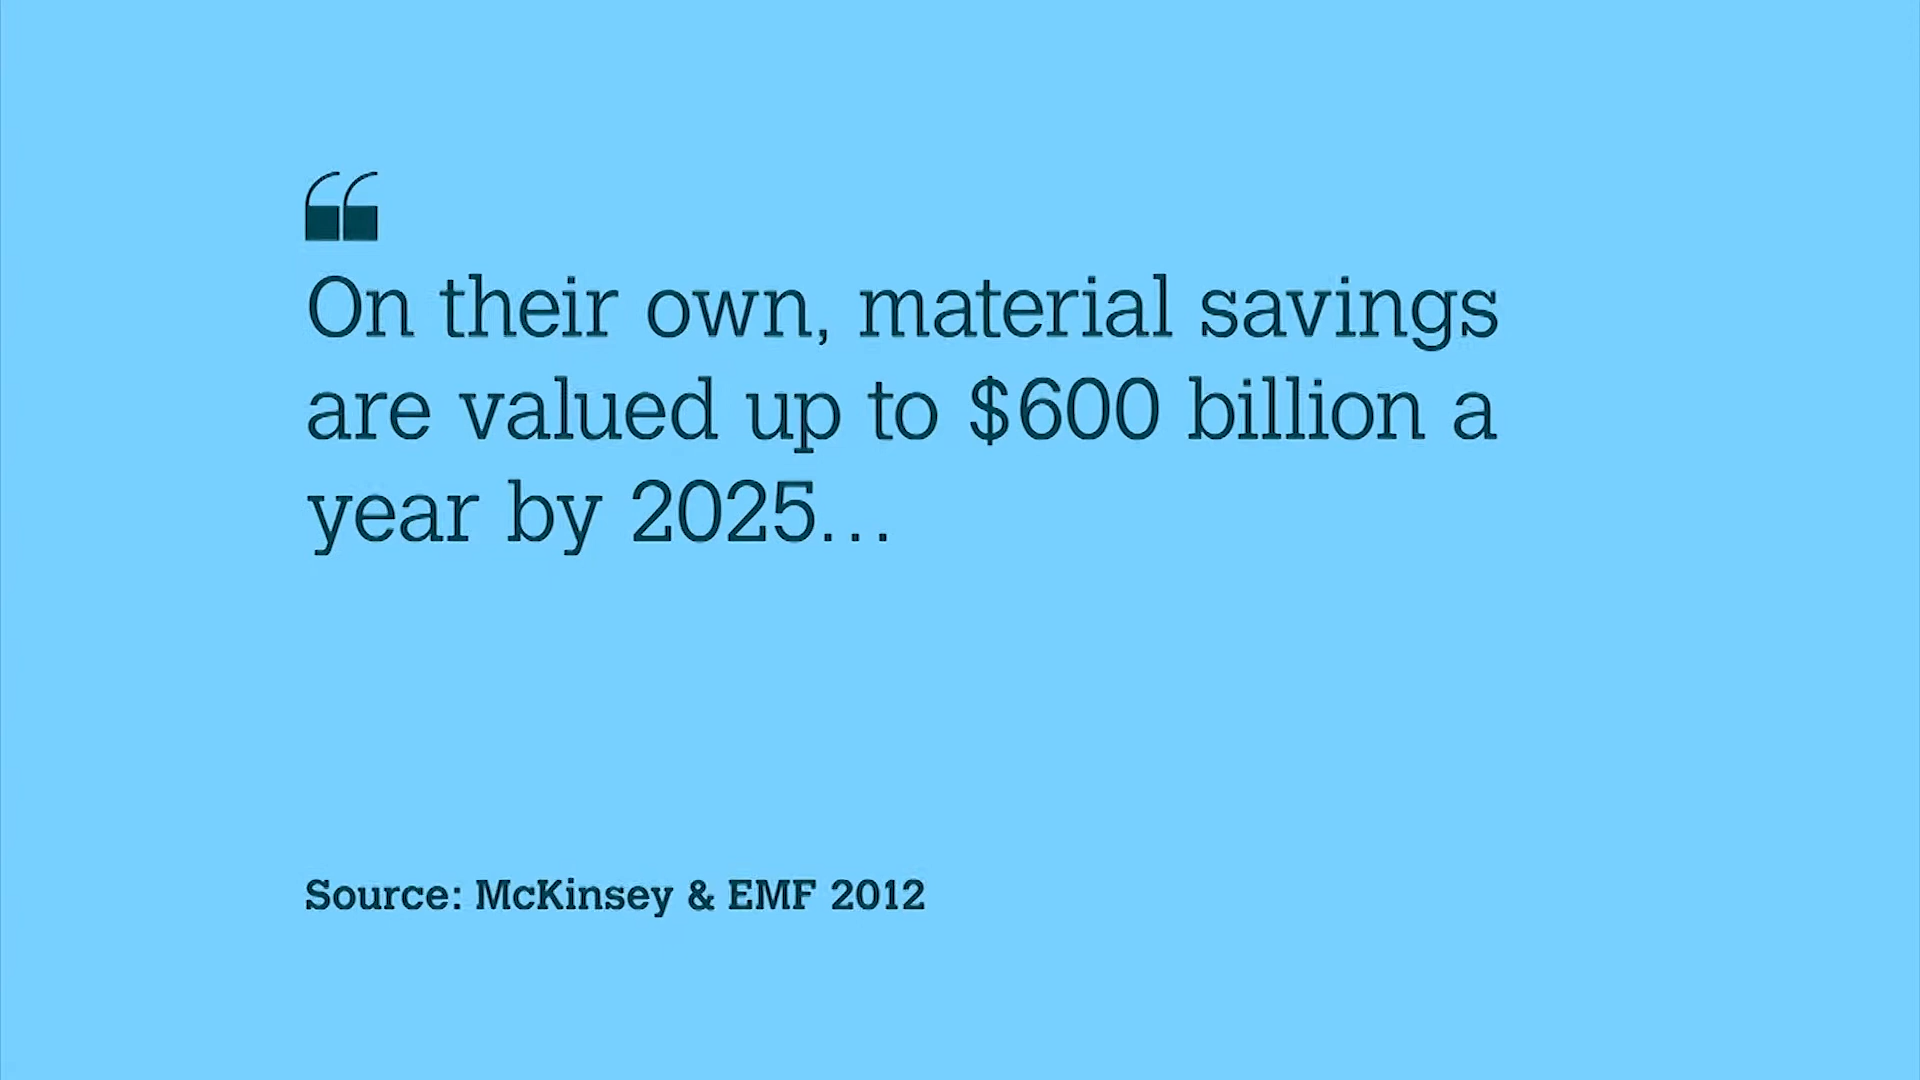 “
On their own, material savings
are valued up to $600 billion a
year by 2025...
Source: McKinsey & EMF 2012